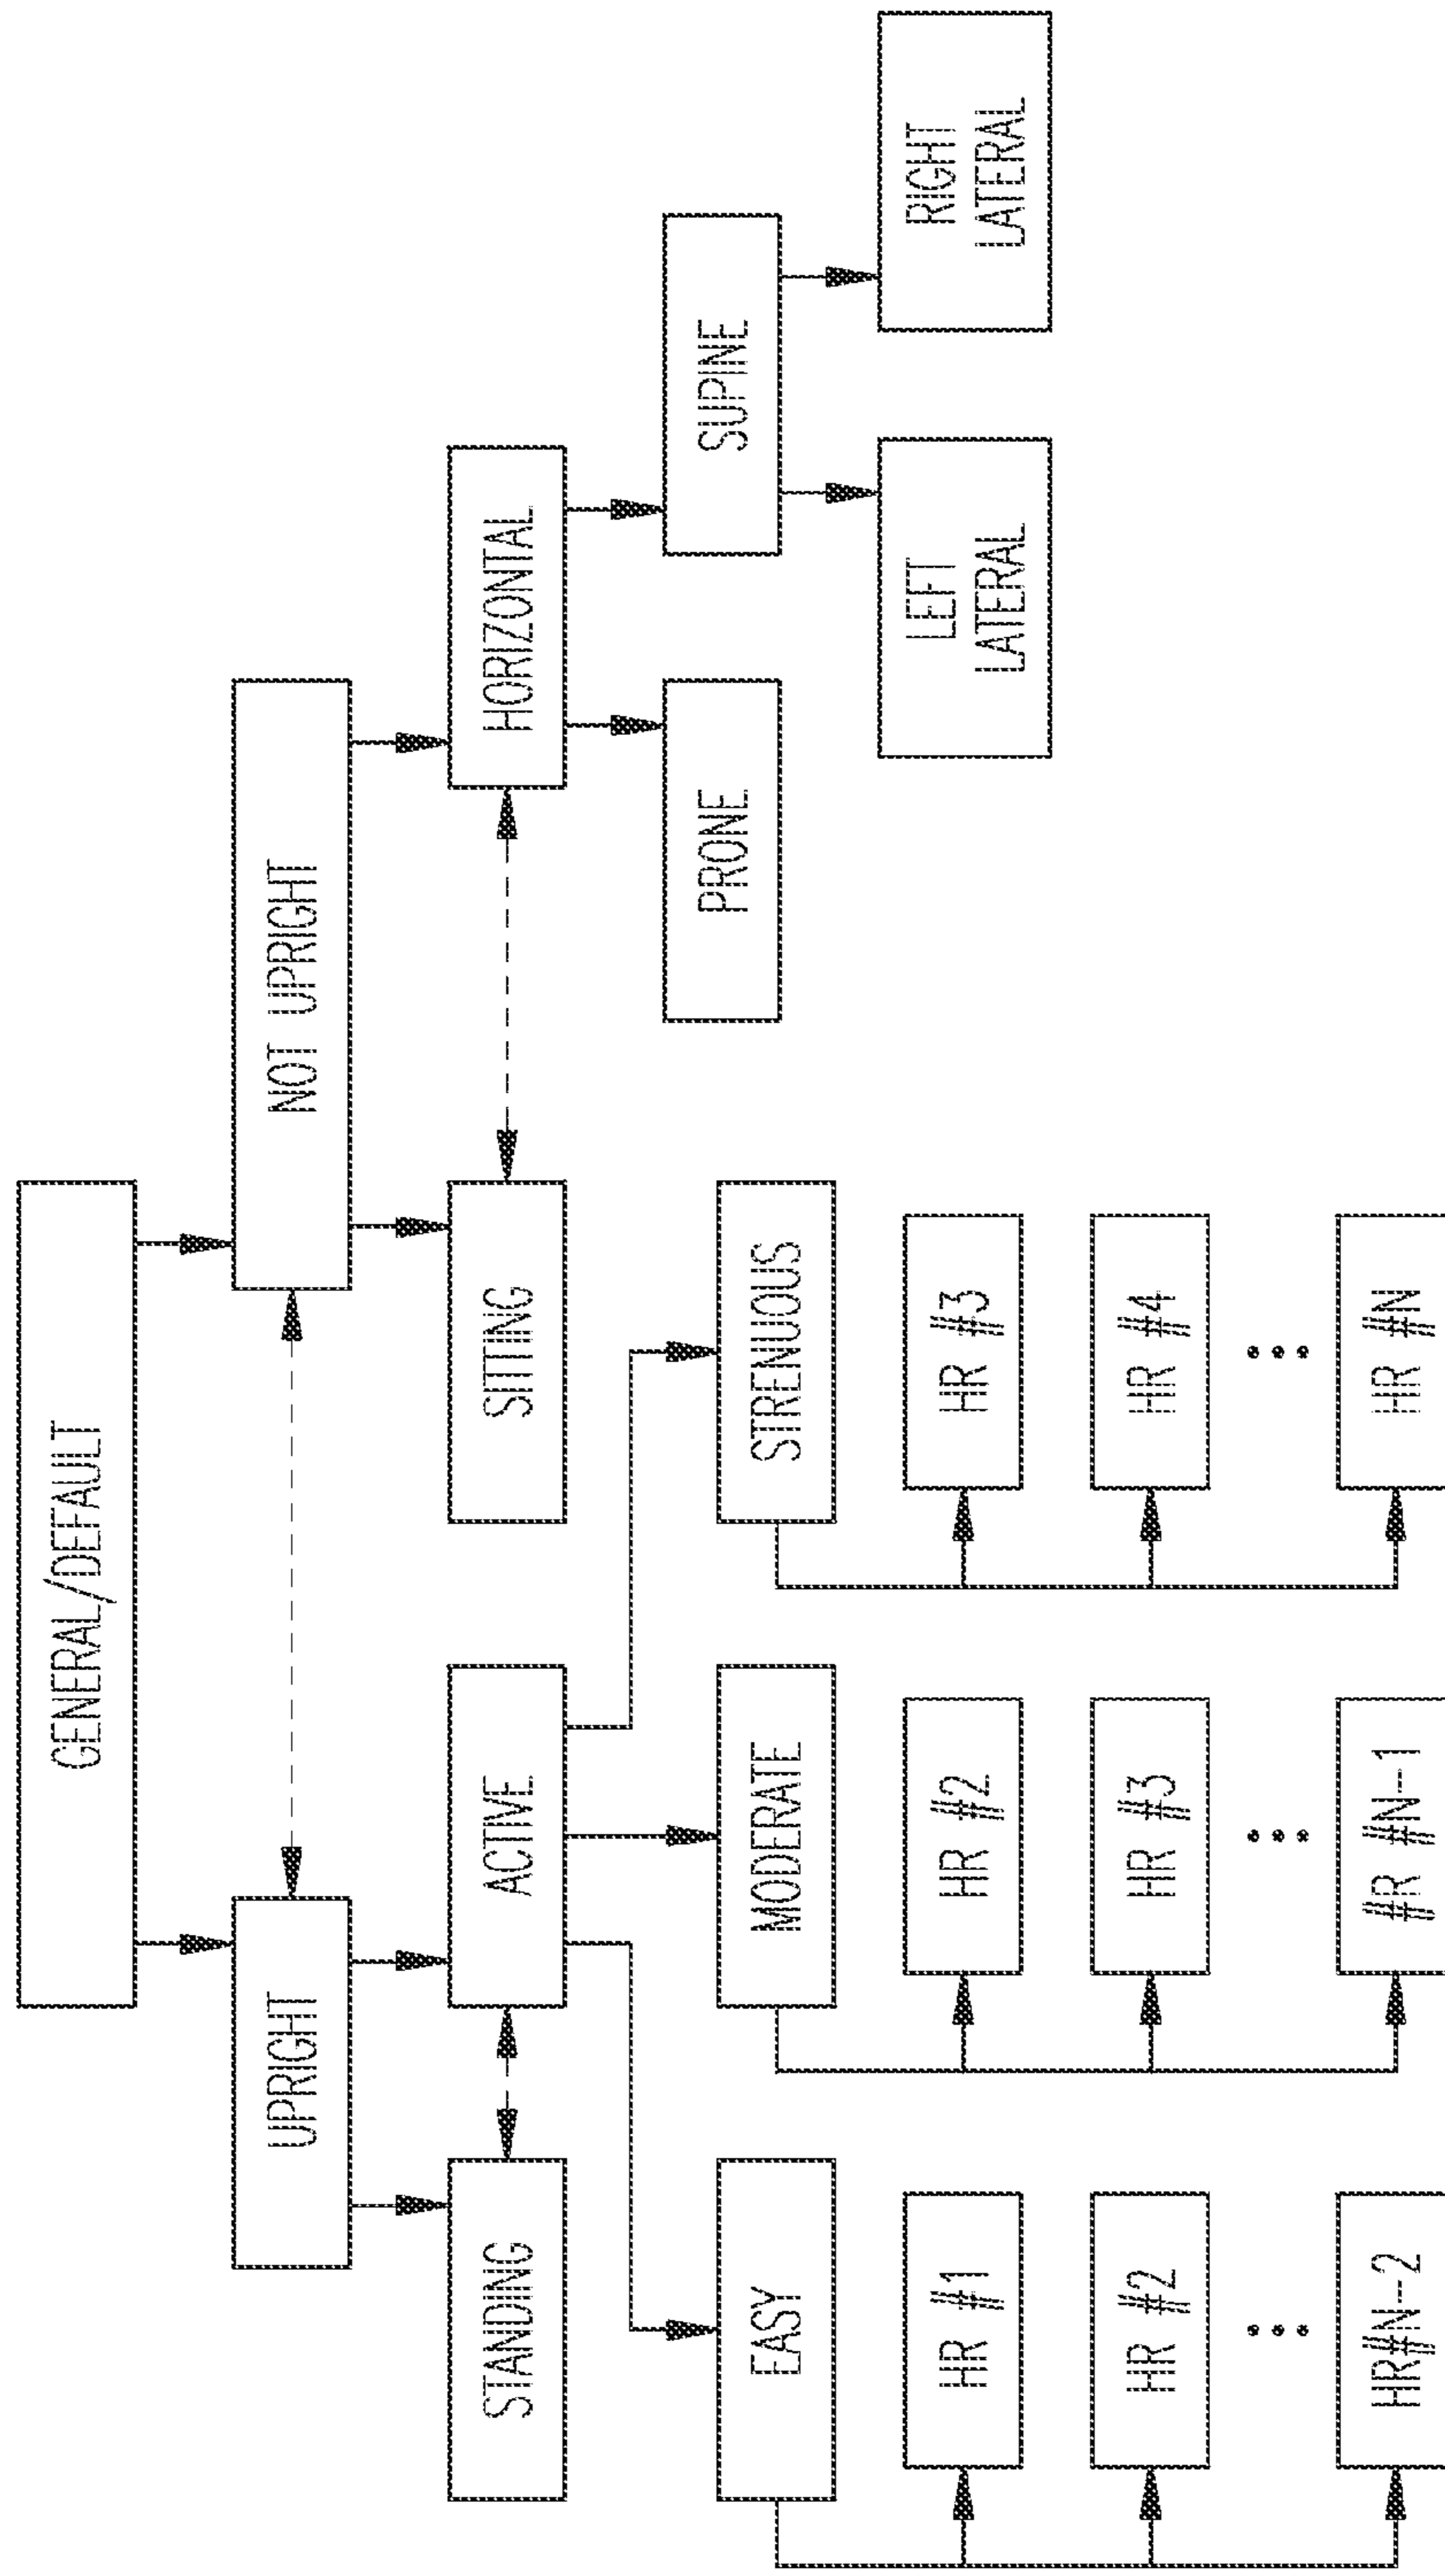 GENERAL/DEFAULT
UPRIGHT
NOT UPRIGHT
STANDING
ACTIVE
SITTING
HORIZONTAL
PRONE
SUPINE
EASY
MODERATE
STRENUOUS
LEFT
LATERAL
RIGHT
LATERAL
HR #1
HR #2
HR #3
HR #2
HR #3
HR #4
•••
•••
•••
HR#N-2
#R #N-1
HR #N